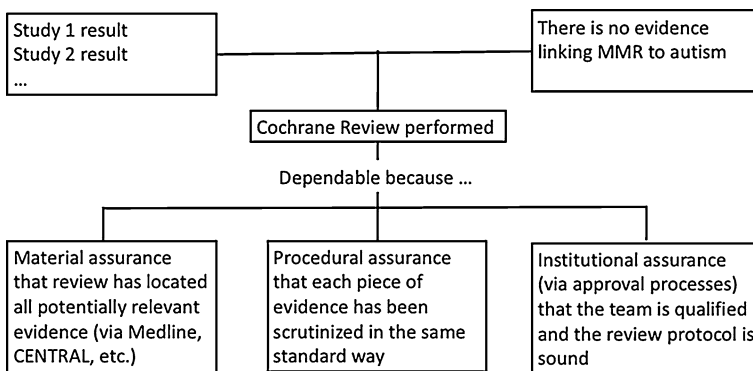 Study 1 result
Study 2 result
...
There is no evidence
linking MMR to autism
Cochrane Review performed
Dependable because ...
Material assurance
that review has located
all potentially relevant
evidence (via Medline,
CENTRAL, etc.)
Procedural assurance
that each piece of
evidence has been
scrutinized in the same
standard way
Institutional assurance
(via approval processes)
that the team is qualified
and the review protocol is
sound